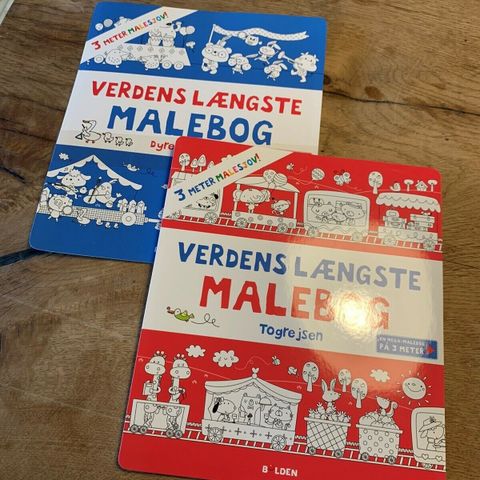 3 METER MALESJOV!
VERDENS LÆNGSTE
MALEBOG
3 METER MALESJOV!
VERDENS LÆNGSTE
MALEBOG
Togrejsen
EN MEGA-MALEBOG
PÅ 3 METER